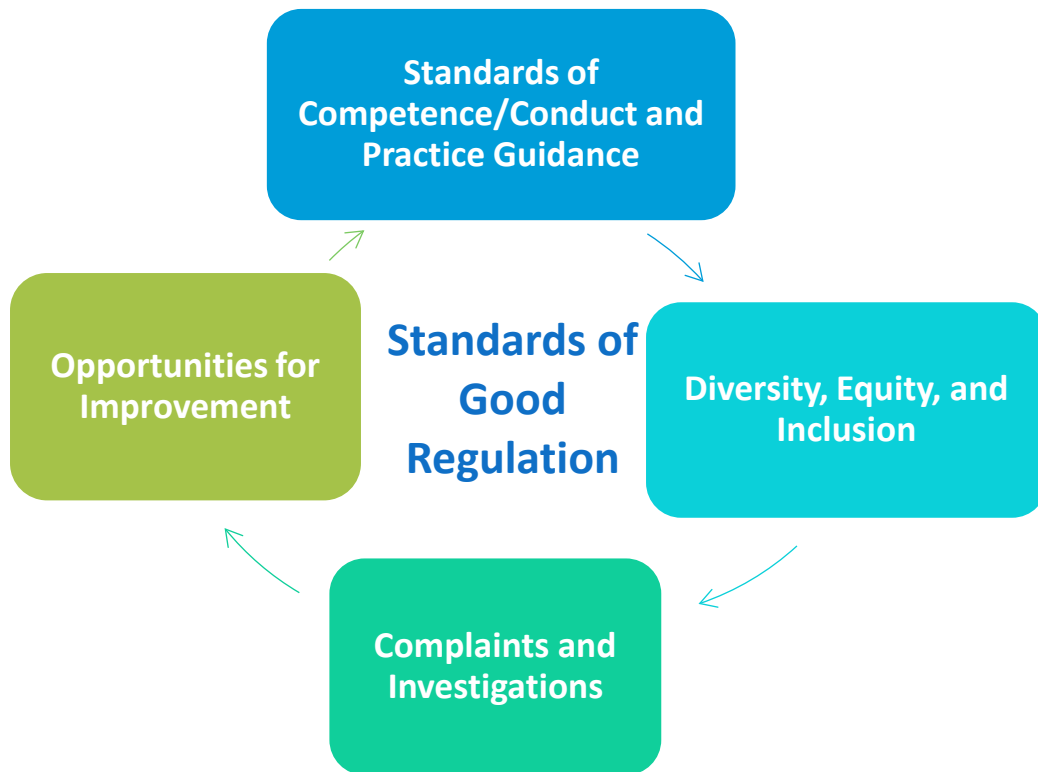 Standards of
Competence/Conduct and
Practice Guidance
Diversity, Equity, and
Inclusion
Complaints and
Investigations
Opportunities for
Improvement
Standards of
Good
Regulation